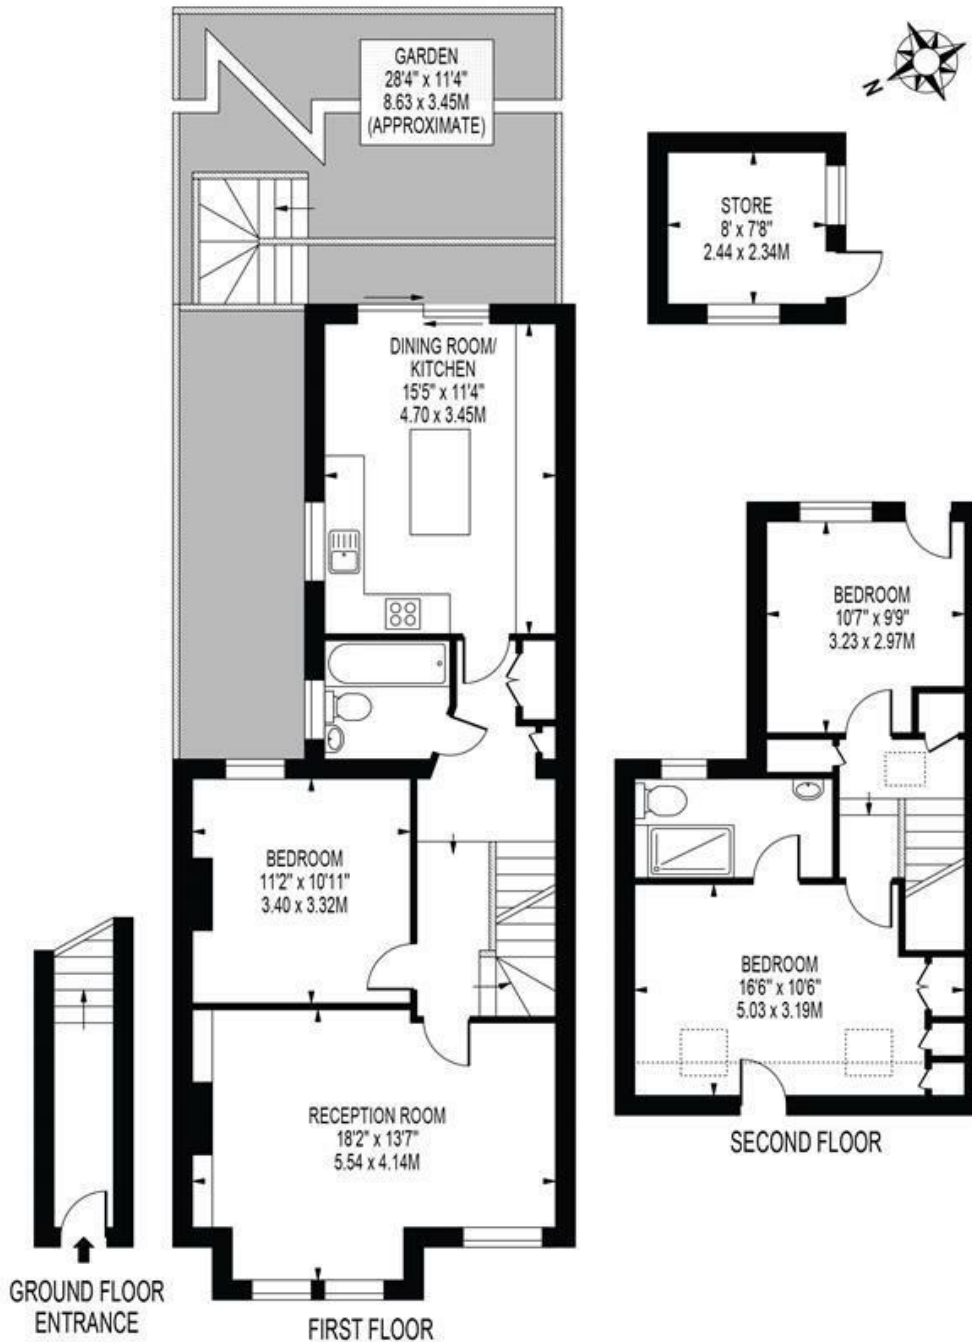 GARDEN
28'4" x 11'4"
8.63 x 3.45M
(APPROXIMATE)
N
STORE
8' x 7'8"
2.44 x 2.34M
DINING ROOM/
KITCHEN
15'5" x 11'4"
4.70 x 3.45M
BEDROOM
10'7" x 9'9"
3.23 x 2.97M
BEDROOM
11'2" x 10'11"
3.40 x 3.32M
BEDROOM
16'6" x 10'6"
5.03 x 3.19M
RECEPTION ROOM
18'2" x 13'7"
5.54 x 4.14M
SECOND FLOOR
GROUND FLOOR
ENTRANCE
FIRST FLOOR